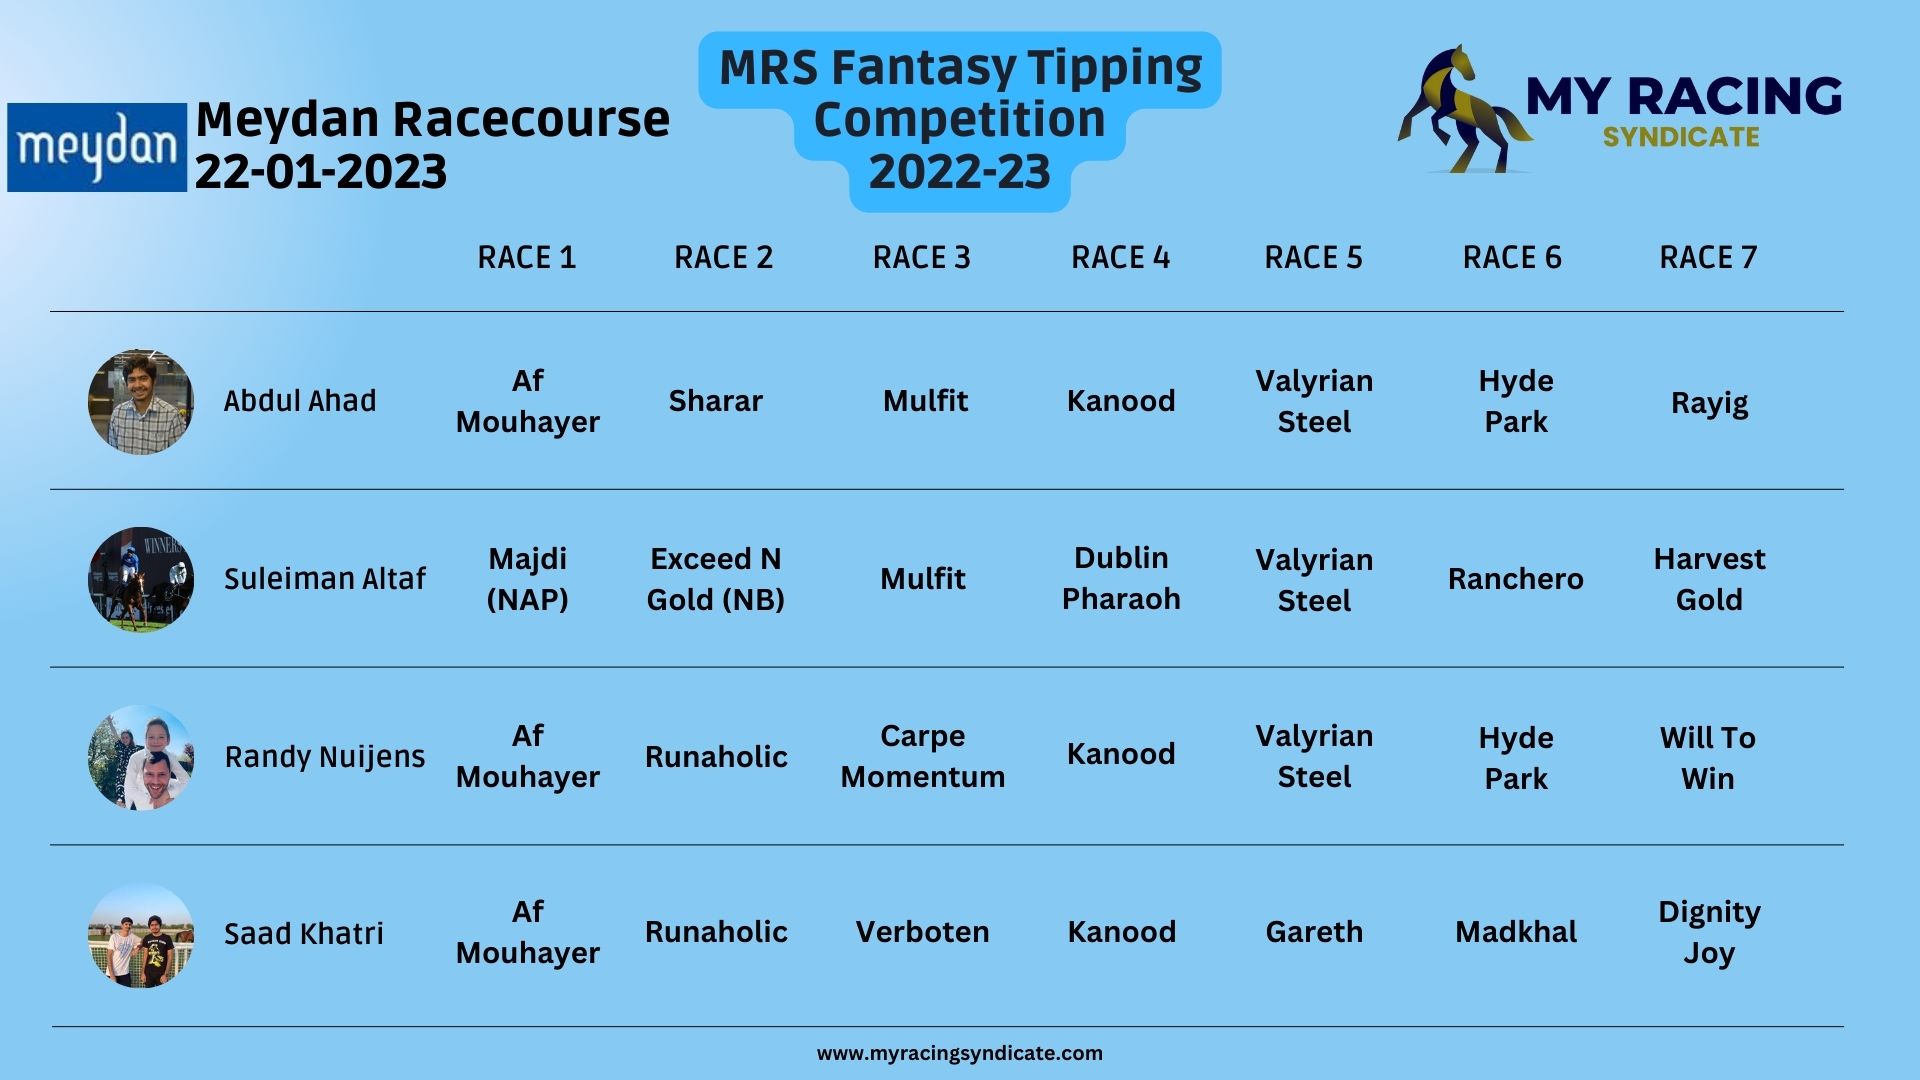 meydan
Meydan Racecourse
22-01-2023
MRS Fantasy Tipping
Competition
2022-23
MY RACING
SYNDICATE
RACE 1 RACE 2 RACE 3 RACE 4 RACE 5 RACE 6 RACE 7
Abdul Ahad
Af
Mouhayer
Sharar
Mulfit
Kanood
Valyrian
Steel
Hyde
Park
Rayig
WINNERS
Suleiman Altaf
Majdi
(NAP)
Exceed N
Gold (NB)
Mulfit
Dublin
Pharaoh
Valyrian
Steel
Ranchero
Harvest
Gold
Randy Nuijens
Af
Mouhayer
Runaholic
Carpe
Momentum
Kanood
Valyrian
Steel
Hyde
Park
Will To
Win
Saad Khatri
Af
Mouhayer
Runaholic
Verboten
Kanood
Gareth
Madkhal
Dignity
Joy
www.myracingsyndicate.com